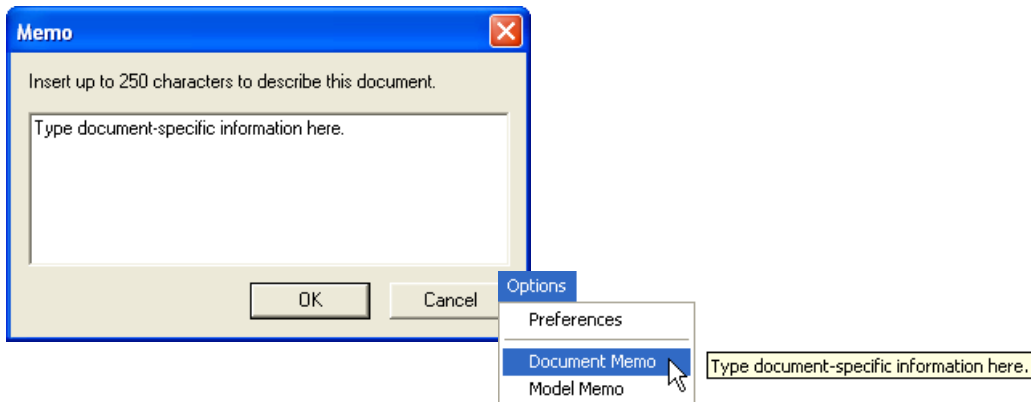 Memo
Insert up to 250 characters to describe this document.
Type document-specific information here.
OK
Cancel
Options
Preferences
Document Memo
Type document-specific information here.
Model Memo